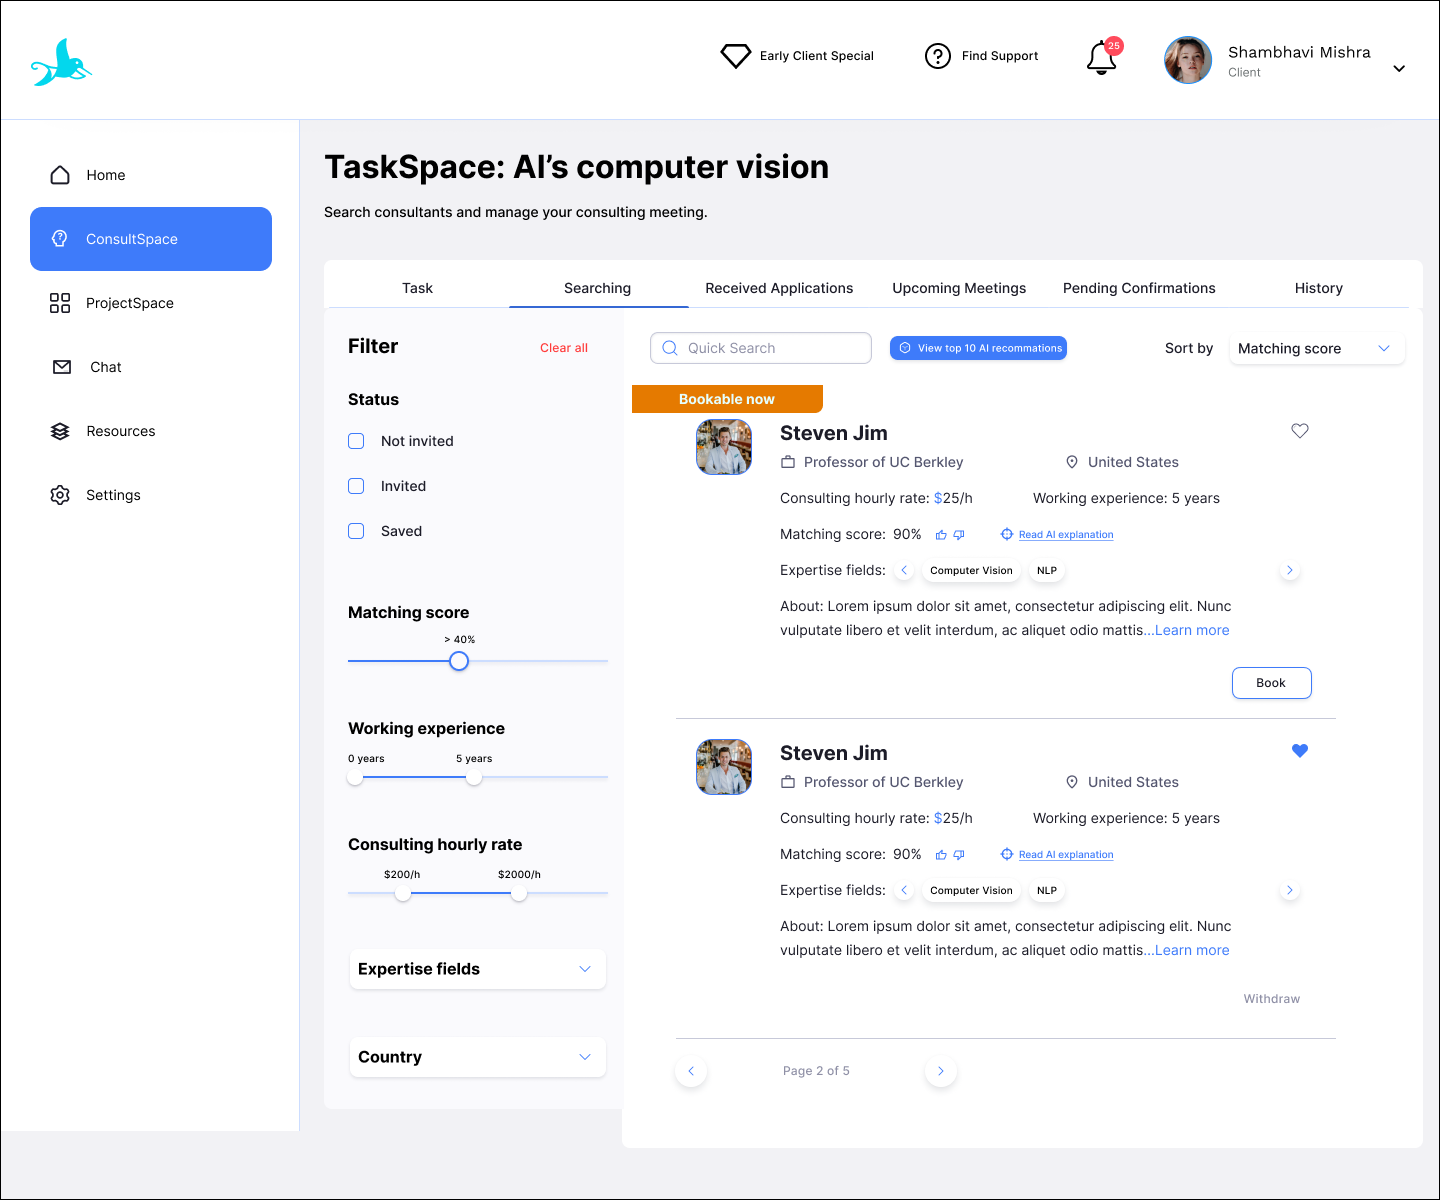 Early Client Special
Find Support
25
Shambhavi Mishra
Client
Home
ConsultSpace
ProjectSpace
Chat
Resources
Settings
TaskSpace: AI’s computer vision
Search consultants and manage your consulting meeting.
Task
Searching
Received Applications
Upcoming Meetings
Pending Confirmations
History
Filter
Clear all
Status
Not invited
Invited
Saved
Matching score
> 40%
Working experience
0 years
5 years
Consulting hourly rate
$200/h
$2000/h
Expertise fields
Country
Quick Search
View top 10 AI recommations
Sort by
Matching score
Bookable now
Steven Jim
Professor of UC Berkley
United States
Consulting hourly rate: $25/h
Working experience: 5 years
Matching score: 90%
Read AI explanation
Expertise fields:
Computer Vision
NLP
About: Lorem ipsum dolor sit amet, consectetur adipiscing elit. Nunc
vulputate libero et velit interdum, ac aliquet odio mattis...Learn more
Book
Steven Jim
Professor of UC Berkley
United States
Consulting hourly rate: $25/h
Working experience: 5 years
Matching score: 90%
Read AI explanation
Expertise fields:
Computer Vision
NLP
About: Lorem ipsum dolor sit amet, consectetur adipiscing elit. Nunc
vulputate libero et velit interdum, ac aliquet odio mattis...Learn more
Withdraw
Page 2 of 5